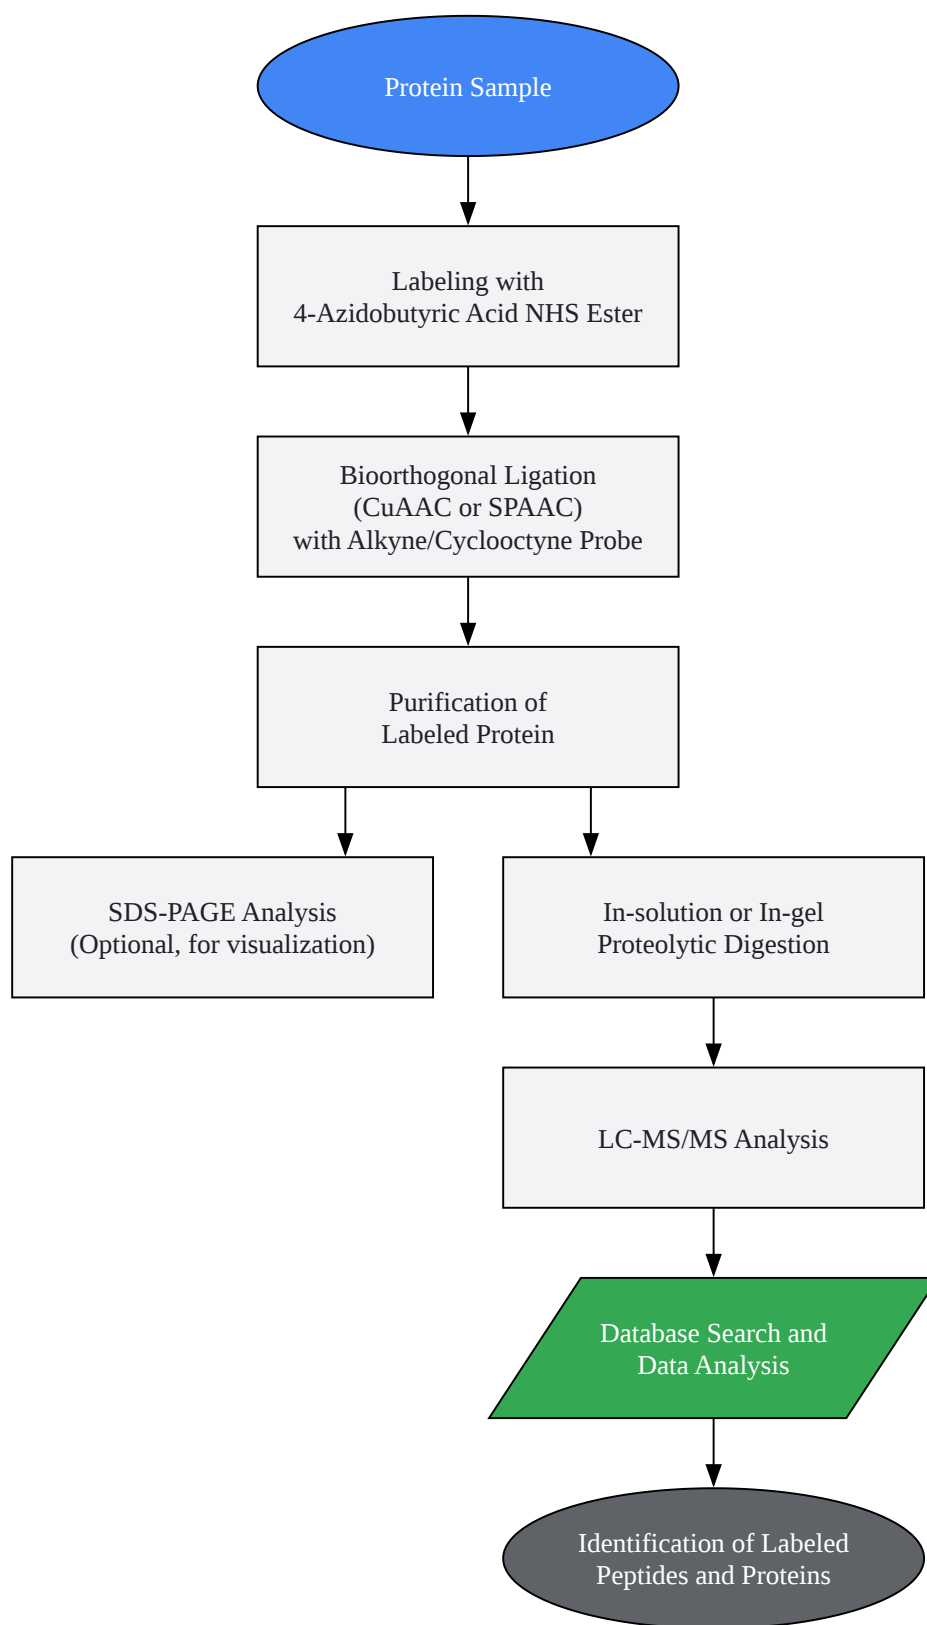 Protein Sample
Labeling with
4-Azidobutyric Acid NHS Ester
Bioorthogonal Ligation
(CuAAC or SPAAC)
with Alkyne/Cyclooctyne Probe
Purification of
Labeled Protein
SDS-PAGE Analysis
(Optional, for visualization)
In-solution or In-gel
Proteolytic Digestion
LC-MS/MS Analysis
Database Search and
Data Analysis
Identification of Labeled
Peptides and Proteins